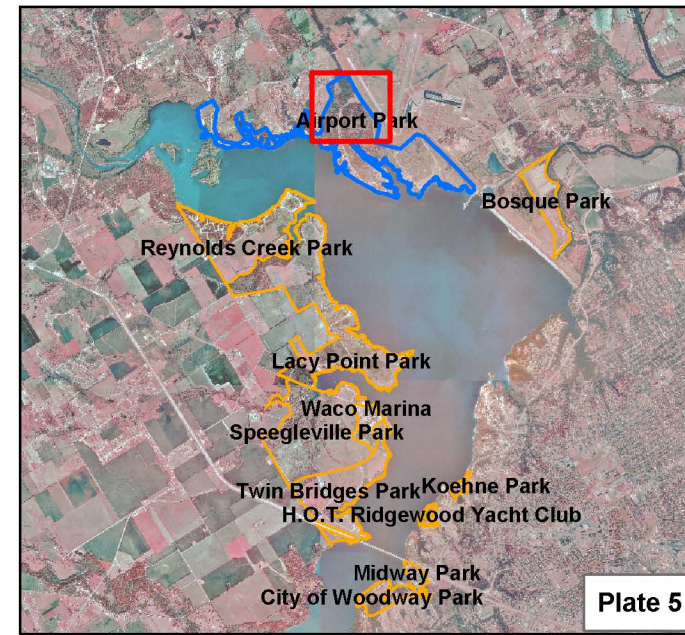 Airport Park
Bosque Park
Reynolds Creek Park
Lacy Point Park
Waco Marina
Speegleville Park
Twin Bridges Park
Koehne Park
H.O.T. Ridgewood Yacht Club
Midway Park
City of Woodway Park
Plate 5